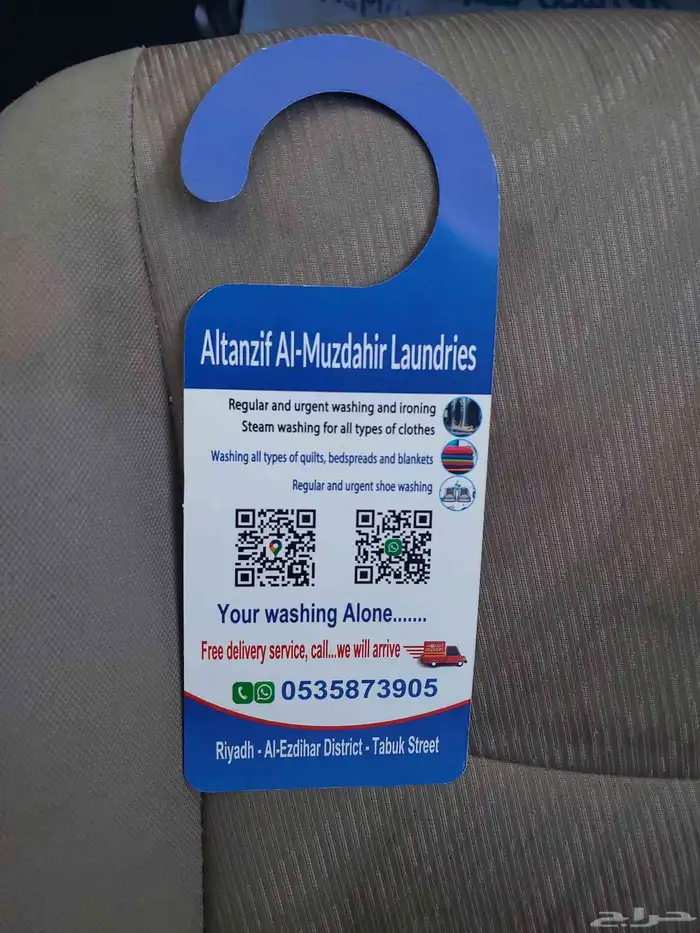 Altanzif Al-Muzdahir Laundries
Regular and urgent washing and ironing
Steam washing for all types of clothes
Washing all types of quilts, bedspreads and blankets
Regular and urgent shoe washing
Your washing Alone.......
Free delivery service, call...we will arrive
0535873905
Riyadh - Al-Ezdihar District - Tabuk Street
حراج